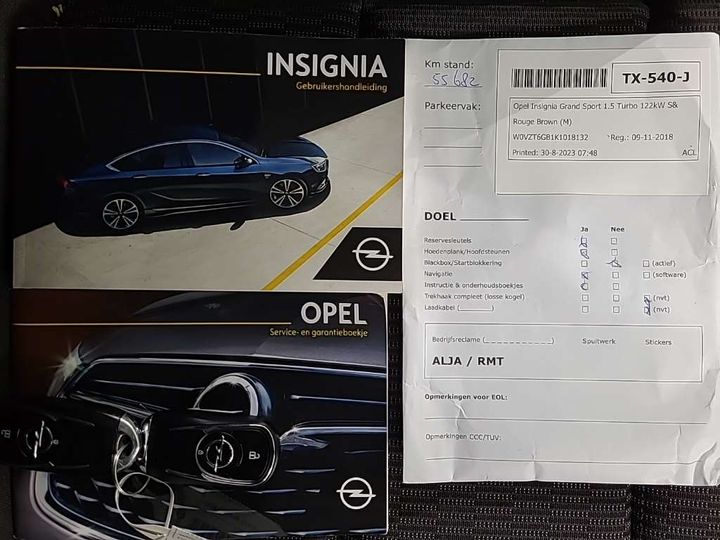 INSIGNIA
Gebruikershandleiding
OPEL
Service- en garantieboekje
Km stand:
55682
Parkeervak:
TX-540-J
Opel Insignia Grand Sport 1.5 Turbo 122kW S&
Rouge Brown (M)
W0VZT6GB1K1018132 Reg.: 09-11-2018
Printed: 30-8-2023 07:48 ACL
DOEL
Ja Nee
Reservesleutels
Hoedenplank/Hoofdsteunen
Blackbox/Startblokkering (actief)
Navigatie (software)
Instructie & onderhoudsboekjes
Trekhaak compleet (losse kogel) (nvt)
Laadkabel (______) (nvt)
Bedrijfsreclame (___________) Spuitwerk Stickers
ALJA / RMT
Opmerkingen voor EOL:
Opmerkingen CCC/TUV: